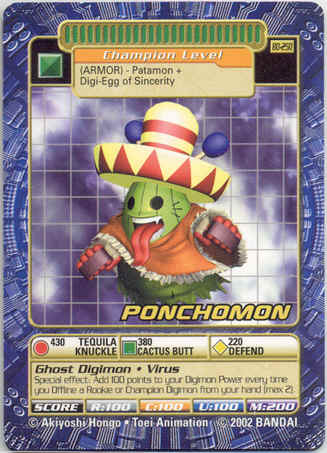 Champion Level
BO-250
(ARMOR) - Patamon +
Digi-Egg of Sincerity
PONCHOMON
430 TEQUILA KNUCKLE
380 CACTUS BUTT
220 DEFEND
Ghost Digimon • Virus
Special effect: Add 100 points to your Digimon Power every time
you Offline a Rookie or Champion Digimon from your hand (max 2).
SCORE R:100 C:100 U:100 M:200
© Akiyoshi Hongo • Toei Animation © 2002 BANDAI